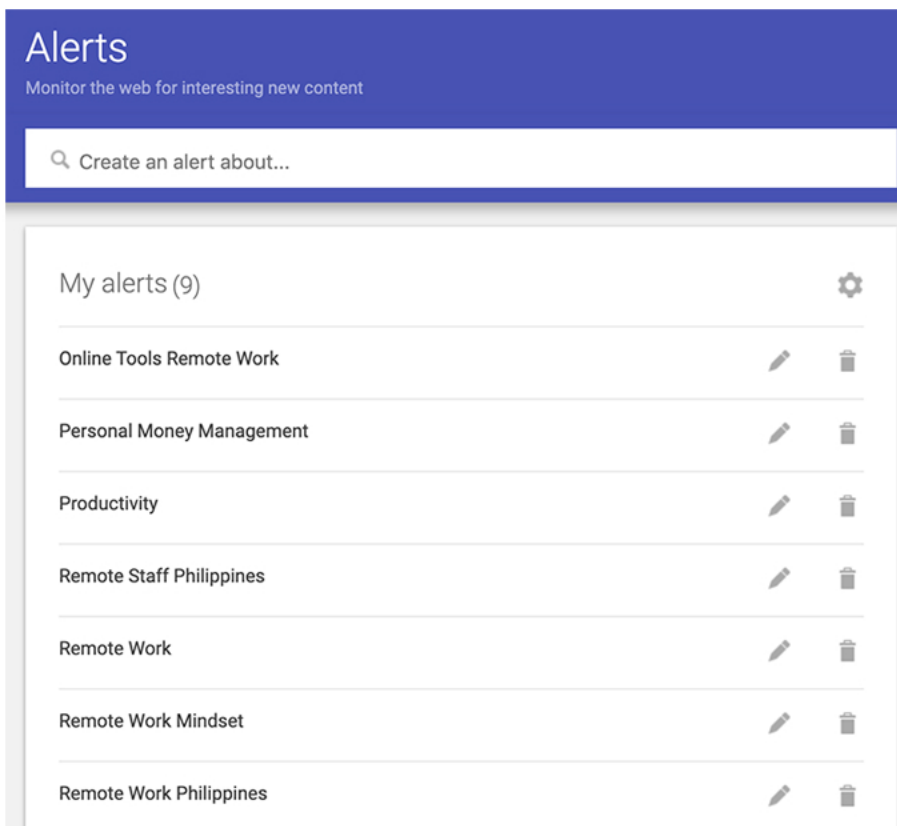 Alerts
Monitor the web for interesting new content
Create an alert about...
My alerts (9)
Online Tools Remote Work
Personal Money Management
Productivity
Remote Staff Philippines
Remote Work
Remote Work Mindset
Remote Work Philippines